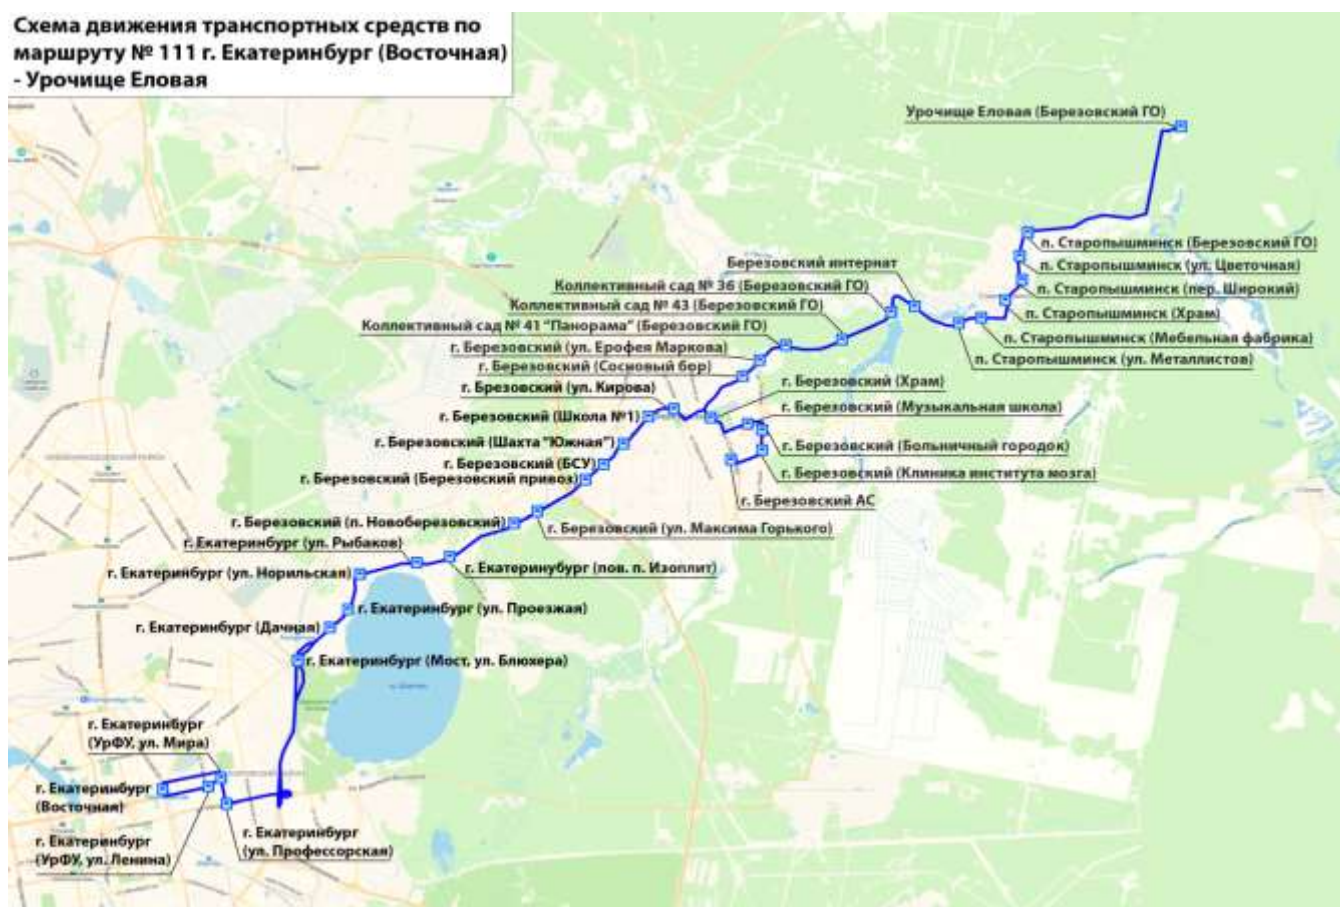 Схема движения транспортных средств по
маршруту № 111 г. Екатеринбург (Восточная)
- Урочище Еловая
Урочище Еловая (Березовский ГО)
п. Старопышминск (Березовский ГО)
Березовский интернат
п. Старопышминск (ул. Цветочная)
Коллективный сад № 36 (Березовский ГО)
п. Старопышминск (пер. Широкий)
Коллективный сад № 43 (Березовский ГО)
п. Старопышминск (Храм)
Коллективный сад № 41 "Панорама" (Березовский ГО)
п. Старопышминск (Мебельная фабрика)
г. Березовский (ул. Ерофея Маркова)
п. Старопышминск (ул. Металлистов)
г. Березовский (Сосновый бор)
г. Брезовский (ул. Кирова)
г. Березовский (Храм)
г. Березовский (Школа №1)
г. Березовский (Музыкальная школа)
г. Березовский (Шахта "Южная")
г. Березовский (Больничный городок)
г. Березовский (БСУ)
г. Березовский (Клиника института мозга)
г. Березовский (Березовский привоз)
г. Березовский АС
г. Березовский (п. Новоберезовский)
г. Березовский (ул. Максима Горького)
г. Екатеринбург (ул. Рыбаков)
г. Екатеринубург (пов. п. Изоплит)
г. Екатеринбург (ул. Норильская)
г. Екатеринбург (ул. Проезжая)
г. Екатеринбург (Дачная)
г. Екатеринбург (Мост, ул. Блюхера)
г. Екатеринбург
(УрФУ, ул. Мира)
г. Екатеринбург
(Восточная)
г. Екатеринбург
(УрФУ, ул. Ленина)
г. Екатеринбург
(ул. Профессорская)